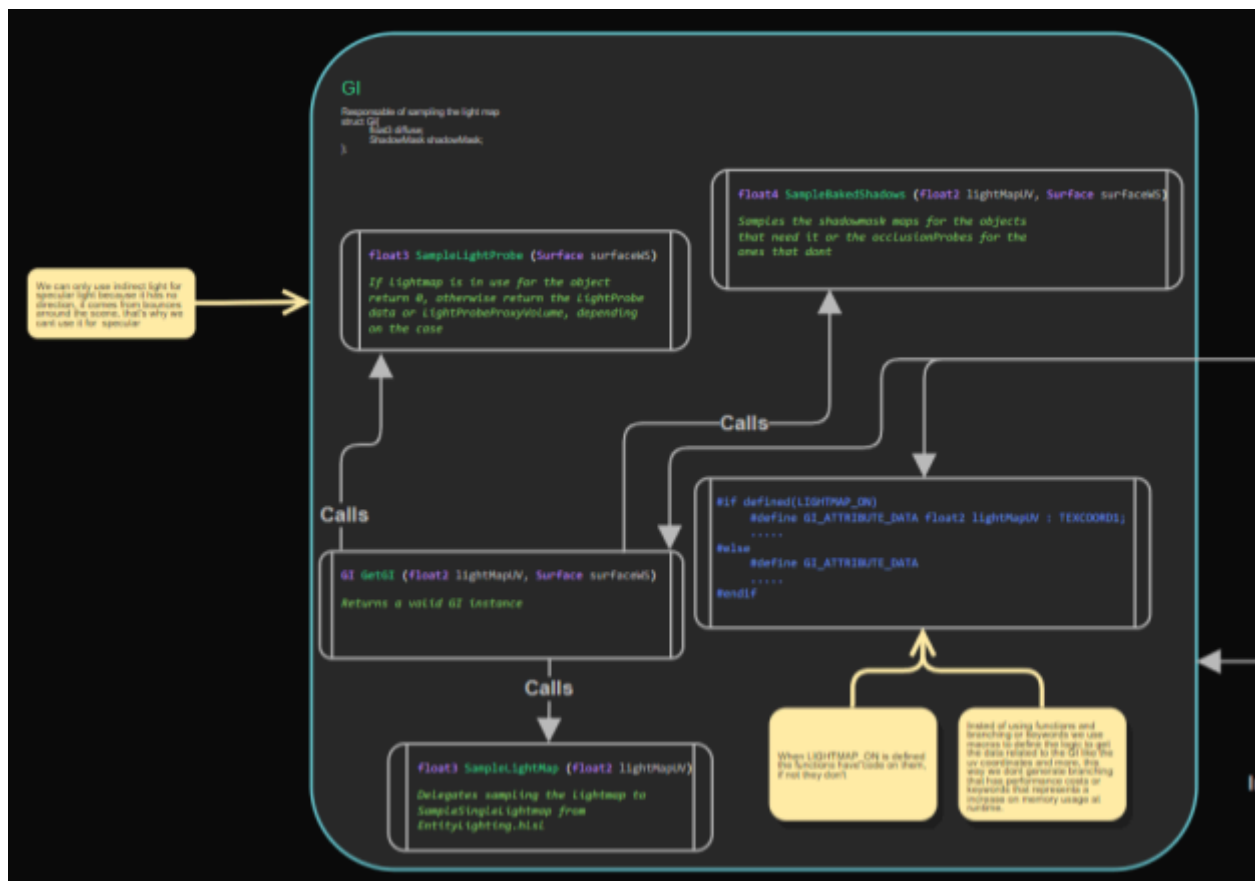 GI
Responsable of sampling the light map
struct GI{
float3 diffuse;
ShadowMask shadowMask;
};
float4 SampleBakedShadows (float2 lightMapUV, Surface surfaceWS)
Samples the shadowmask maps for the objects
that need it or the occlusionProbes for the
ones that dont
float3 SampleLightProbe (Surface surfaceWS)
If lightmap is in use for the object
return 0, otherwise return the LightProbe
data or LightProbeProxyVolume, depending
on the case
We can only use indirect light for
specular light because it has no
direction, it comes from bounces
arround the scene, that's why we
cant use it for specular
Calls
Calls
#if defined(LIGHTMAP_ON)
#define GI_ATTRIBUTE_DATA float2 lightMapUV : TEXCOORD1;
.....
#else
#define GI_ATTRIBUTE_DATA
.....
#endif
GI GetGI (float2 lightMapUV, Surface surfaceWS)
Returns a valid GI instance
Calls
float3 SampleLightMap (float2 lightMapUV)
Delegates sampling the lightmap to
SampleSingleLightmap from
EntityLighting.hlsl
When LIGHTMAP_ON is defined
the functions have code on them,
if not they don't
Insted of using functions and
branching or keywords we use
macros to define the logic to get
the data related to the GI like the
uv coordinates and more, this
way we dont generate branching
that has performance costs or
keywords that represents a
increase on memory usage at
runtime.